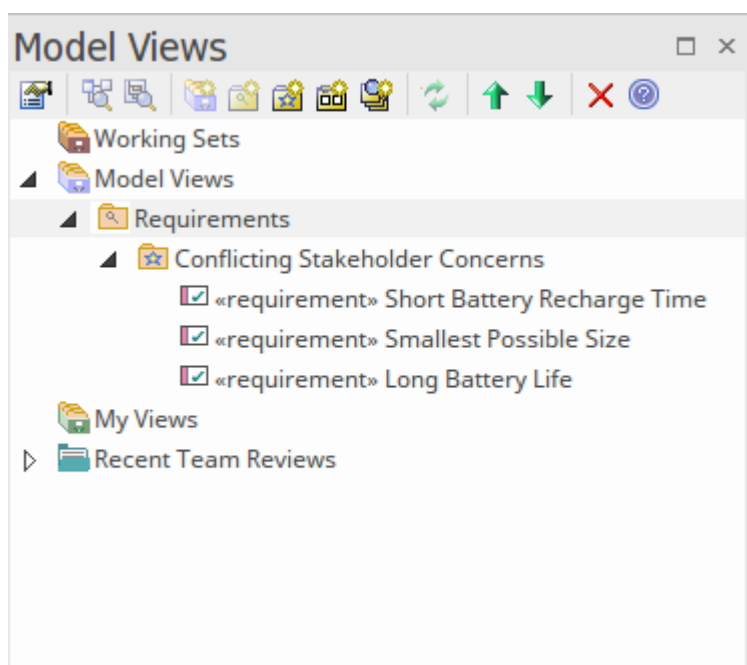 Model Views
Working Sets
Model Views
Requirements
Conflicting Stakeholder Concerns
«requirement» Short Battery Recharge Time
«requirement» Smallest Possible Size
«requirement» Long Battery Life
My Views
Recent Team Reviews